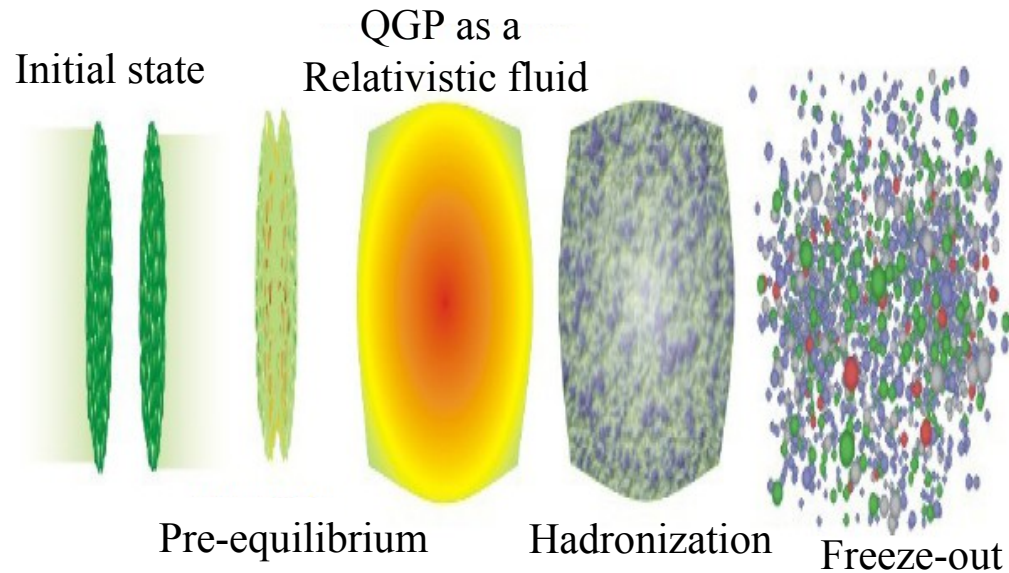 Initial state
QGP as a
Relativistic fluid
Pre-equilibrium
Hadronization
Freeze-out